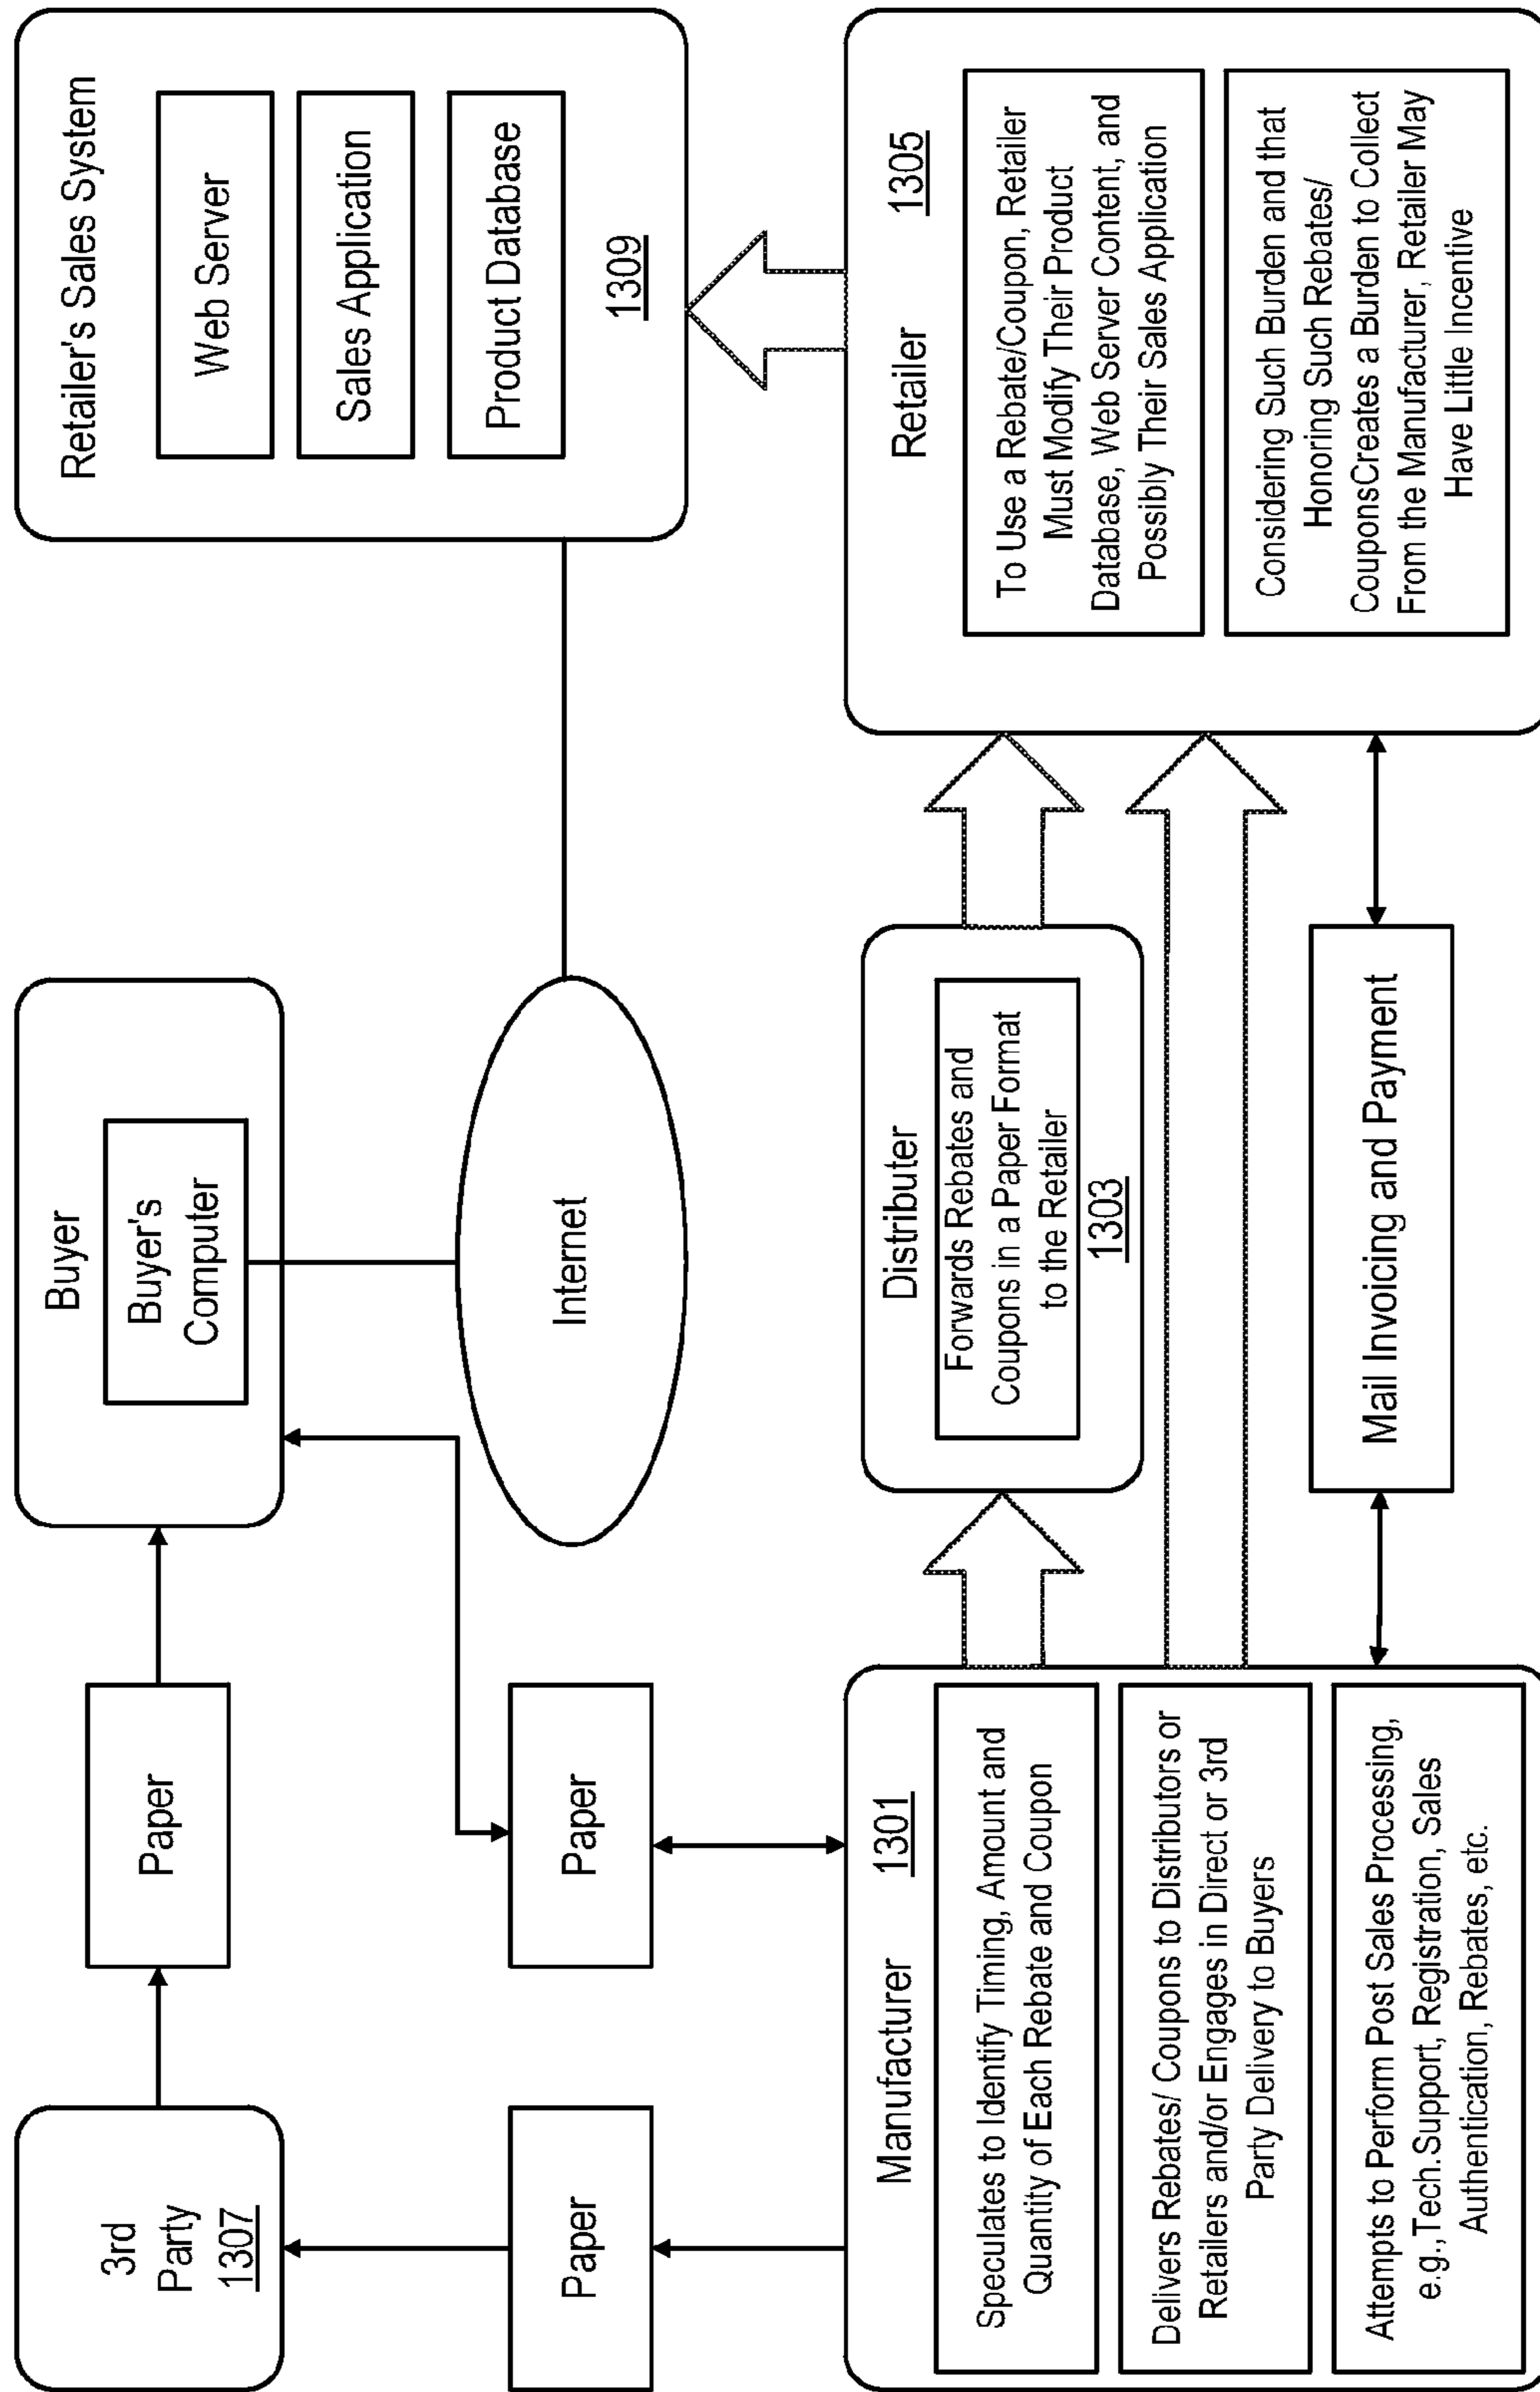 3rd
Party
1307
Paper
Buyer
Buyer's
Computer
Retailer's Sales System
Web Server
Sales Application
Product Database
1309
Paper
Paper
Internet
Manufacturer
1301
Speculates to Identify Timing, Amount and
Quantity of Each Rebate and Coupon
Delivers Rebates/ Coupons to Distributors or
Retailers and/or Engages in Direct or 3rd
Party Delivery to Buyers
Attempts to Perform Post Sales Processing,
e.g.,Tech.Support, Registration, Sales
Authentication, Rebates, etc.
Distributer
Forwards Rebates and
Coupons in a Paper Format
to the Retailer
1303
Mail Invoicing and Payment
Retailer
1305
To Use a Rebate/Coupon, Retailer
Must Modify Their Product
Database, Web Server Content, and
Possibly Their Sales Application
Considering Such Burden and that
Honoring Such Rebates/
CouponsCreates a Burden to Collect
From the Manufacturer, Retailer May
Have Little Incentive